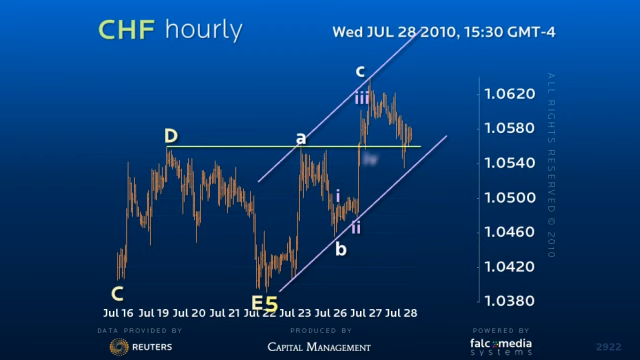 CHF hourly
Wed JUL 28 2010, 15:30 GMT-4
c
iii
D
a
iv
i
ii
b
C
E5
1.0620
1.0580
1.0540
1.0500
1.0460
1.0420
1.0380
ALL RIGHTS RESERVED © 2010
Jul 16 Jul 19 Jul 20 Jul 21 Jul 22 Jul 23 Jul 26 Jul 27 Jul 28
DATA PROVIDED BY
REUTERS
PRODUCED BY
CAPITAL MANAGEMENT
POWERED BY
falc media
systems
2922